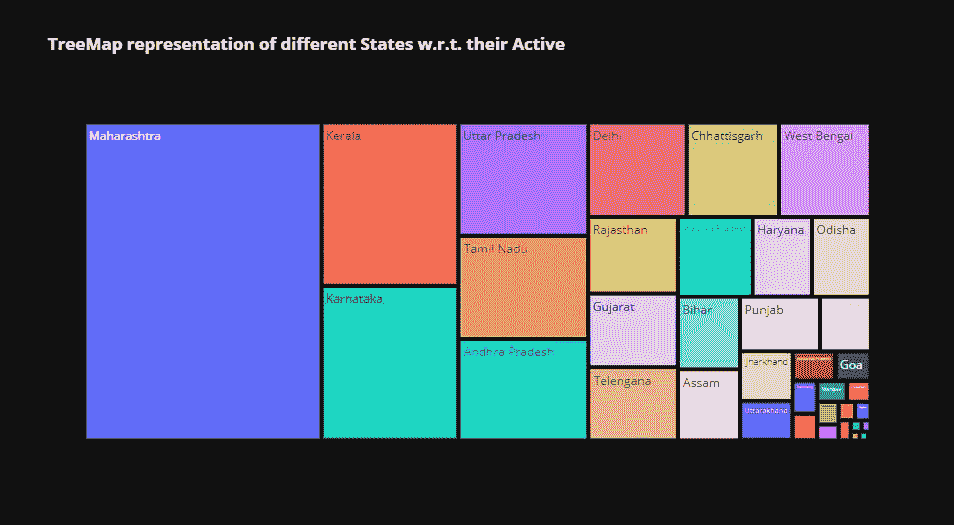 TreeMap representation of different States w.r.t. their Active
Maharashtra
Kerala
Uttar Pradesh
Delhi
Chhattisgarh
West Bengal
Rajasthan
Haryana
Odisha
Tamil Nadu
Karnataka
Gujarat
Bihar
Punjab
Andhra Pradesh
Jharkhand
Goa
Telengana
Assam
Uttarakhand